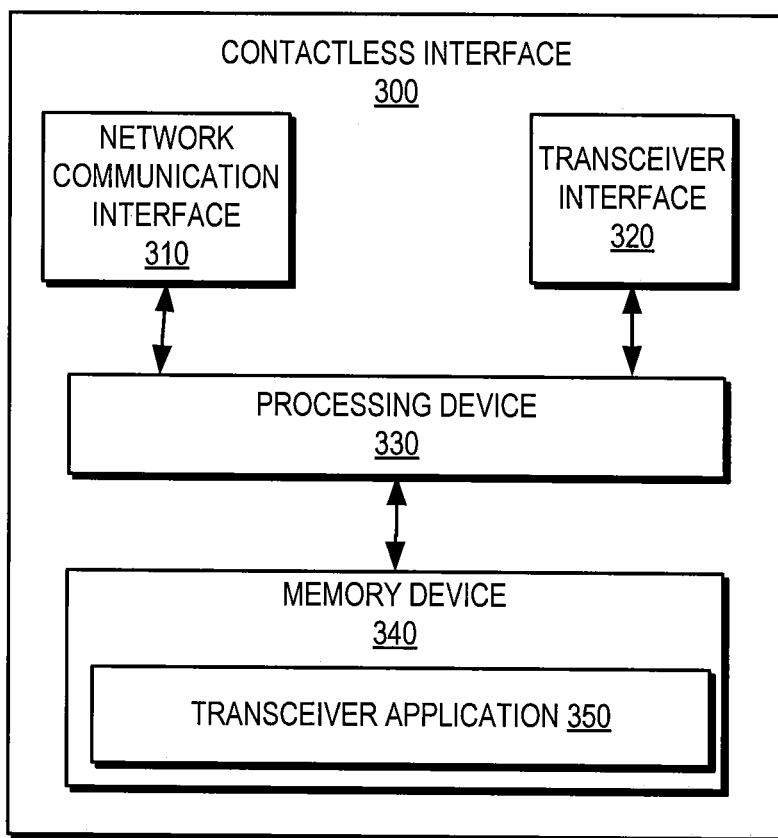 CONTACTLESS INTERFACE
300
NETWORK
COMMUNICATION
INTERFACE
310
TRANSCEIVER
INTERFACE
320
PROCESSING DEVICE
330
MEMORY DEVICE
340
TRANSCEIVER APPLICATION 350